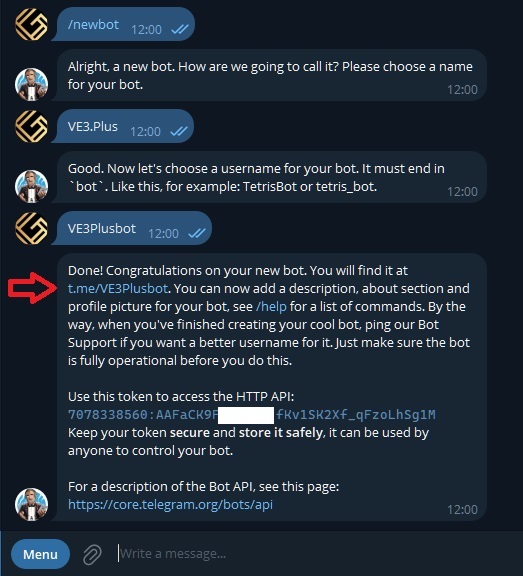 /newbot
12:00
Alright, a new bot. How are we going to call it? Please choose a name
for your bot.
12:00
VE3.Plus
12:00
Good. Now let's choose a username for your bot. It must end in
`bot`. Like this, for example: TetrisBot or tetris_bot.
12:00
VE3Plusbot
12:00
Done! Congratulations on your new bot. You will find it at
t.me/VE3Plusbot. You can now add a description, about section and
profile picture for your bot, see /help for a list of commands. By the
way, when you've finished creating your cool bot, ping our Bot
Support if you want a better username for it. Just make sure the bot
is fully operational before you do this.
Use this token to access the HTTP API:
7078338560:AAFaCK9F fKv1SK2Xf_qFzoLhSg1M
Keep your token secure and store it safely, it can be used by
anyone to control your bot.
For a description of the Bot API, see this page:
https://core.telegram.org/bots/api
12:00
Menu
Write a message...